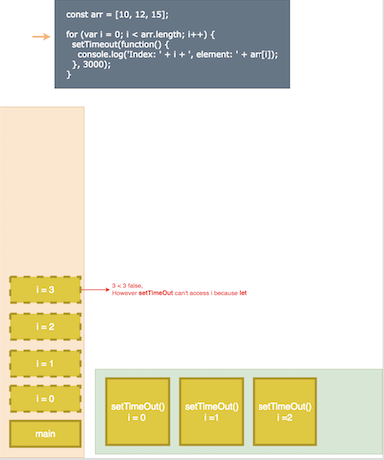 const arr = [10, 12, 15];
for (var i = 0; i < arr.length; i++) {
setTimeout(function() {
console.log('Index: ' + i + ', element: ' + arr[i]);
}, 3000);
}
i = 3
3 < 3 false,
However setTimeOut can't access i because let
i = 2
i = 1
i = 0
main
setTimeOut()
i = 0
setTimeOut()
i =1
setTimeOut()
i =2